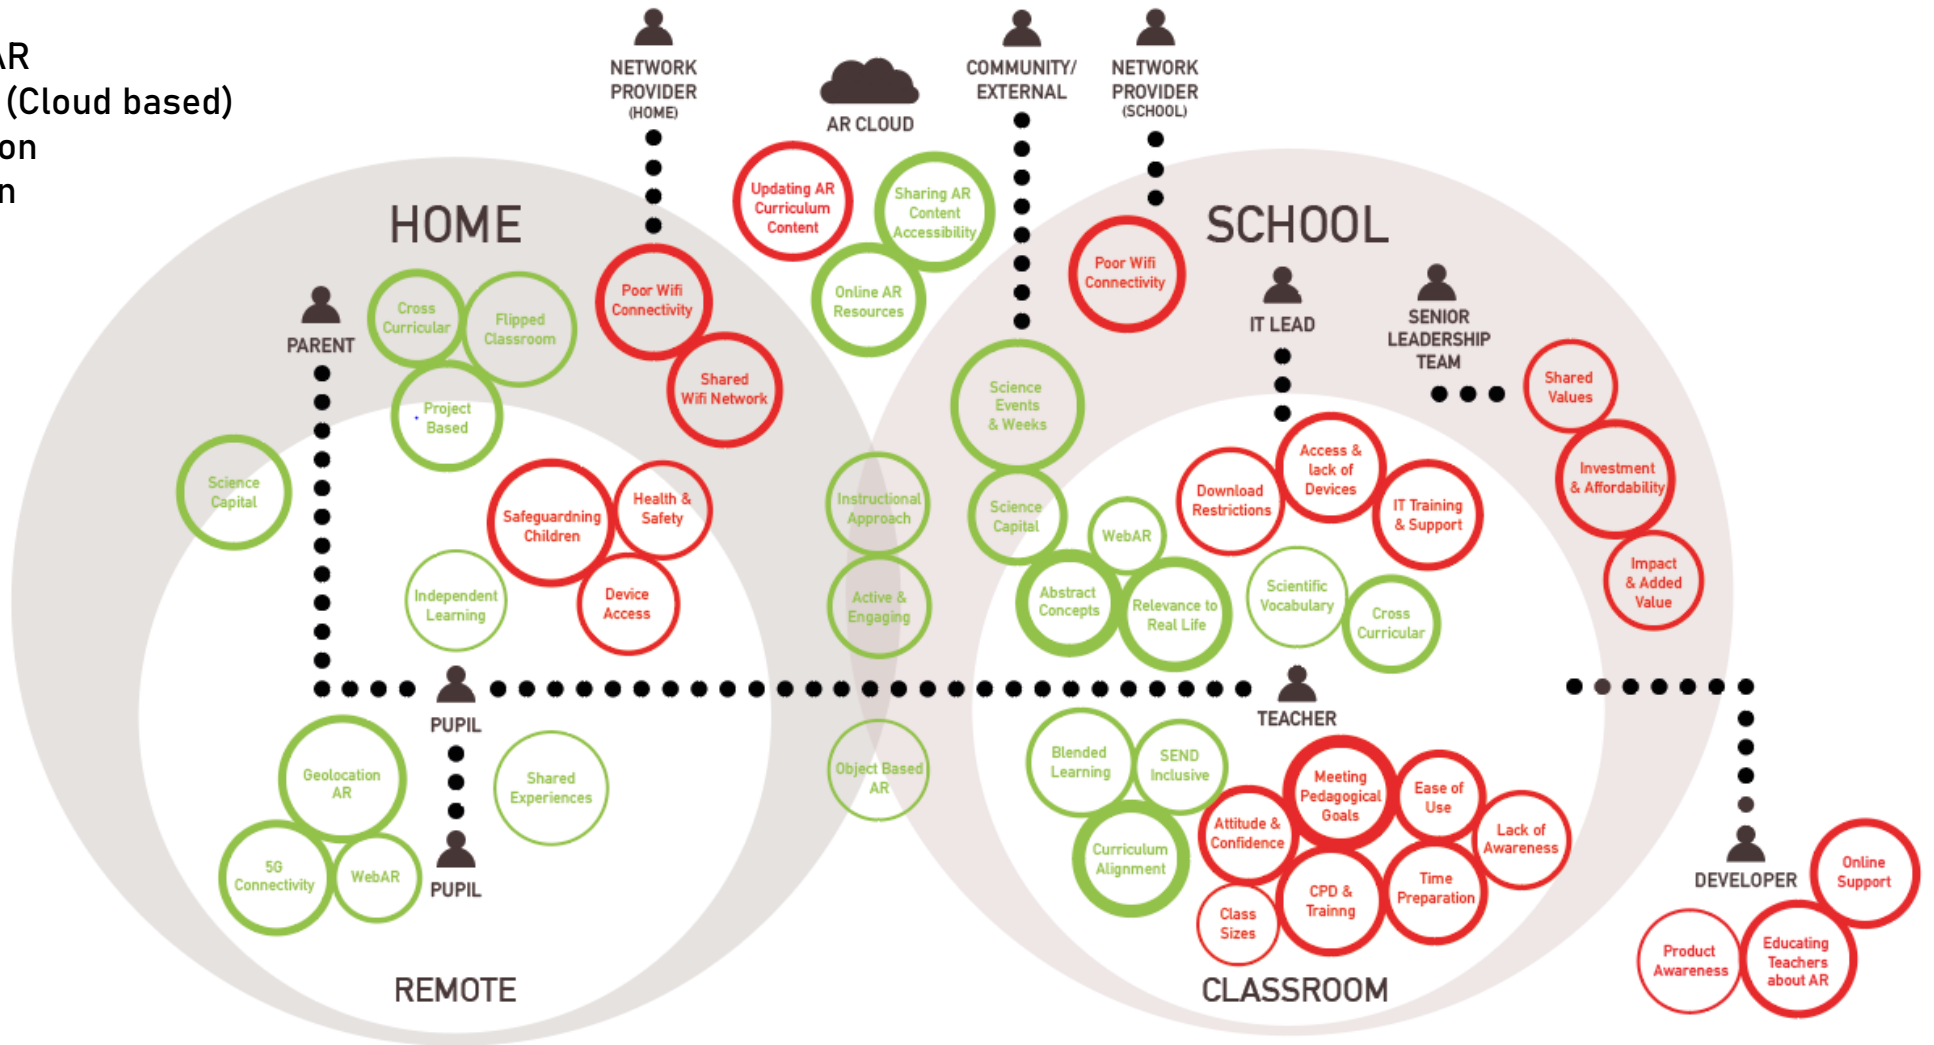 AR
(Cloud based)
on
n
NETWORK
PROVIDER
(HOME)
AR CLOUD
COMMUNITY/
EXTERNAL
NETWORK
PROVIDER
(SCHOOL)
HOME
SCHOOL
Updating AR
Curriculum
Content
Sharing AR
Content
Accessibility
Online AR
Resources
Poor Wifi
Connectivity
Shared
Wifi Network
Poor Wifi
Connectivity
PARENT
Cross
Curricular
Flipped
Classroom
Project
Based
Science
Capital
Safeguardning
Children
Health &
Safety
Device
Access
Independent
Learning
PUPIL
Geolocation
AR
5G
Connectivity
WebAR
Shared
Experiences
PUPIL
REMOTE
Instructional
Approach
Active &
Engaging
Object Based
AR
Science
Events
& Weeks
Science
Capital
WebAR
Abstract
Concepts
Relevance to
Real Life
IT LEAD
SENIOR
LEADERSHIP
TEAM
Shared
Values
Investment
& Affordability
Impact
& Added
Value
Download
Restrictions
Access &
lack of
Devices
IT Training
& Support
Scientific
Vocabulary
Cross
Curricular
TEACHER
Blended
Learning
SEND
Inclusive
Curriculum
Alignment
Attitude &
Confidence
Meeting
Pedagogical
Goals
Ease of
Use
Lack of
Awareness
Class
Sizes
CPD &
Trainng
Time
Preparation
CLASSROOM
DEVELOPER
Online
Support
Product
Awareness
Educating
Teachers
about AR